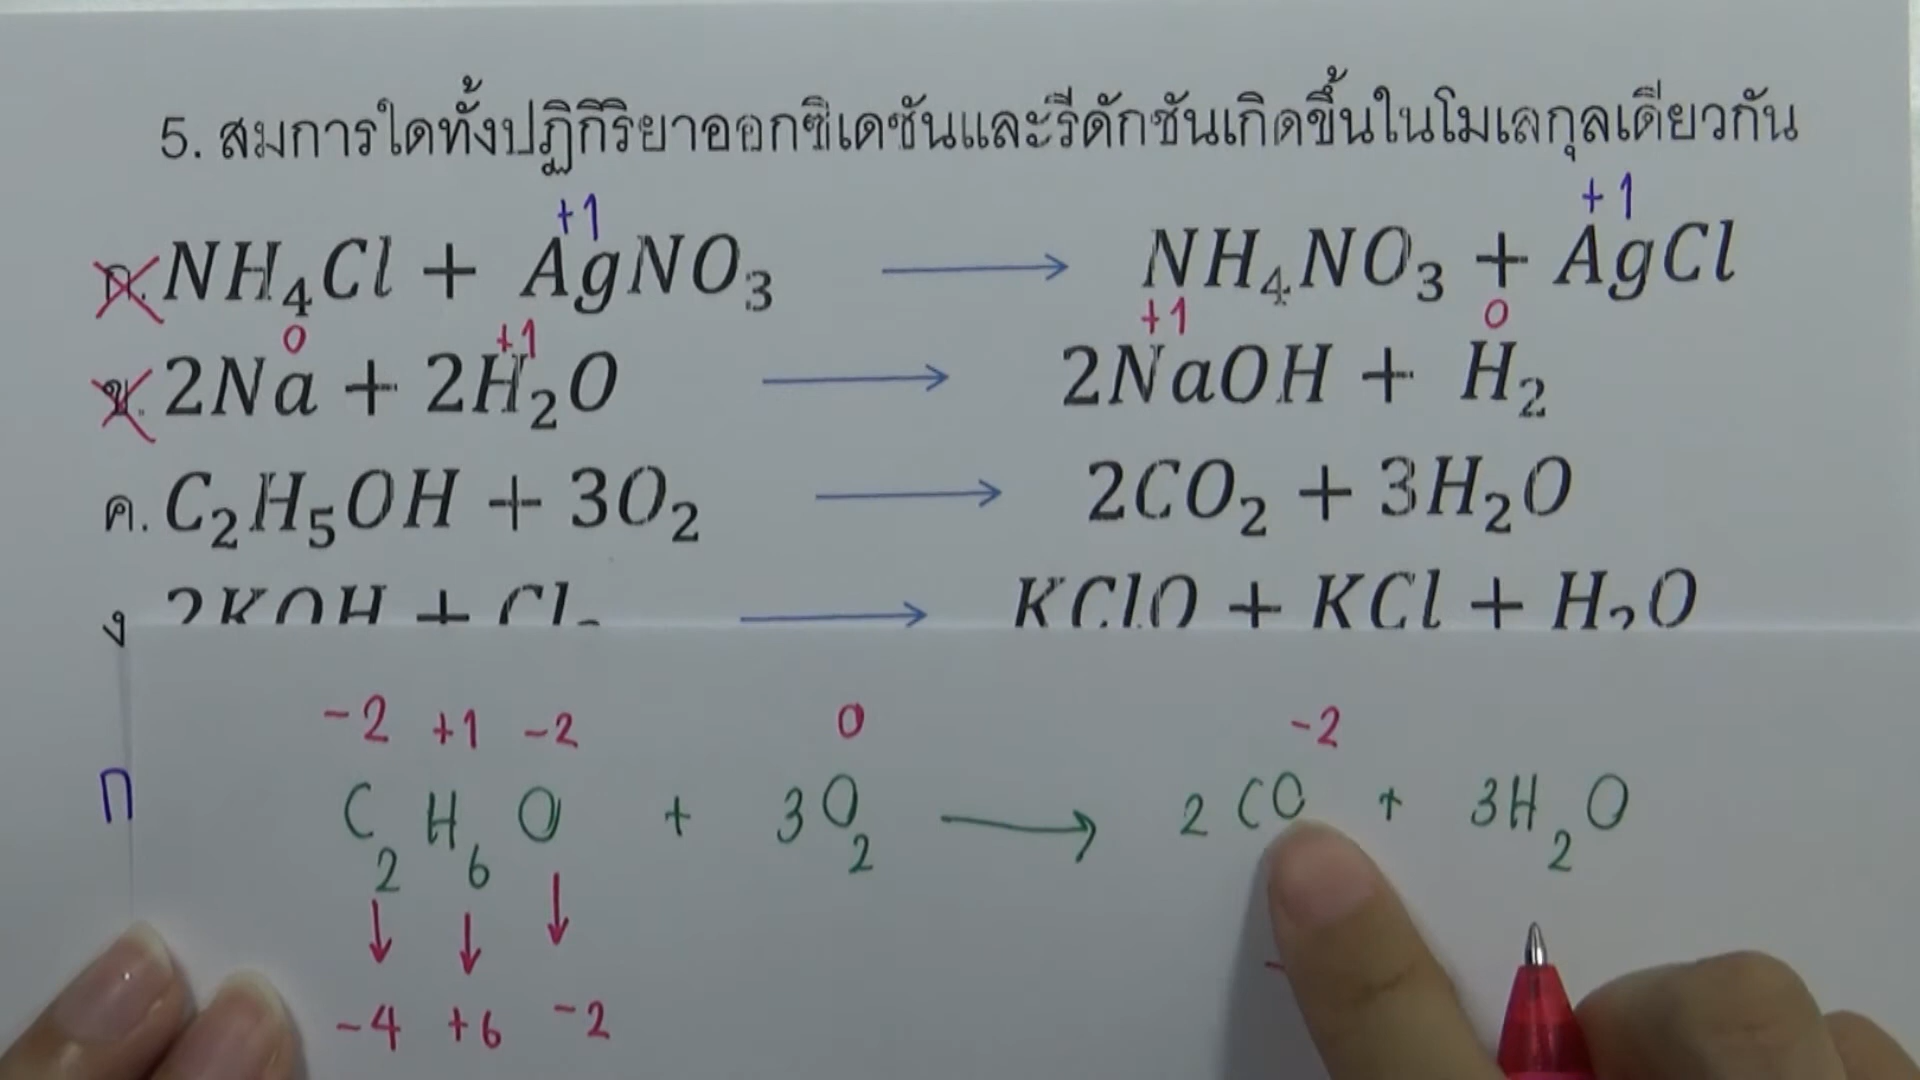 5. สมการใดทั้งปฏิกิริยาออกซิเดชันและรีดักชันเกิดขึ้นในโมเลกุลเดียวกัน
+1 +1
ก. NH₄Cl + AgNO₃ → NH₄NO₃ + AgCl
0 +1 +1 0
ข. 2Na + 2H₂O → 2NaOH + H₂
ค. C₂H₅OH + 3O₂ → 2CO₂ + 3H₂O
ง 2KOH + Cl₂ → KClO + KCl + H₂O
-2 +1 -2 0 -2
C₂H₆O + 3O₂ → 2CO + 3H₂O
↓ ↓ ↓
-4 +6 -2